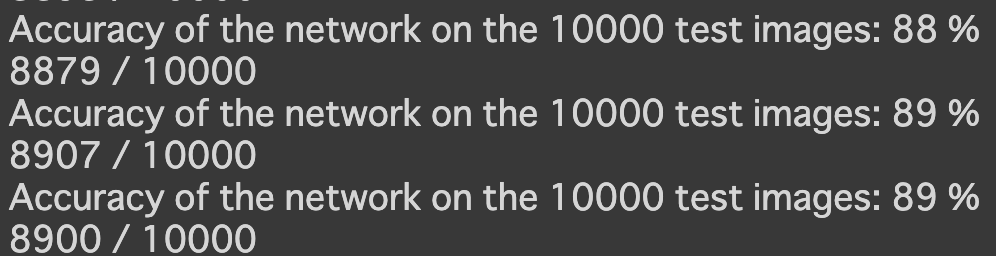 Accuracy of the network on the 10000 test images: 88 %
8879 / 10000
Accuracy of the network on the 10000 test images: 89 %
8907 / 10000
Accuracy of the network on the 10000 test images: 89 %
8900 / 10000